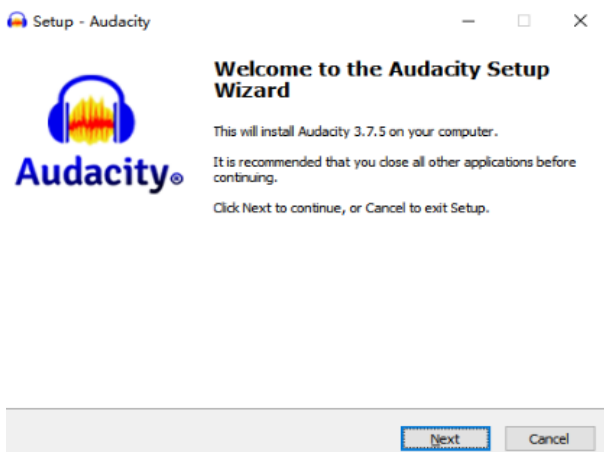 Setup - Audacity
Welcome to the Audacity Setup
Wizard
This will install Audacity 3.7.5 on your computer.
It is recommended that you close all other applications before
continuing.
Click Next to continue, or Cancel to exit Setup.
Audacity®
Next
Cancel